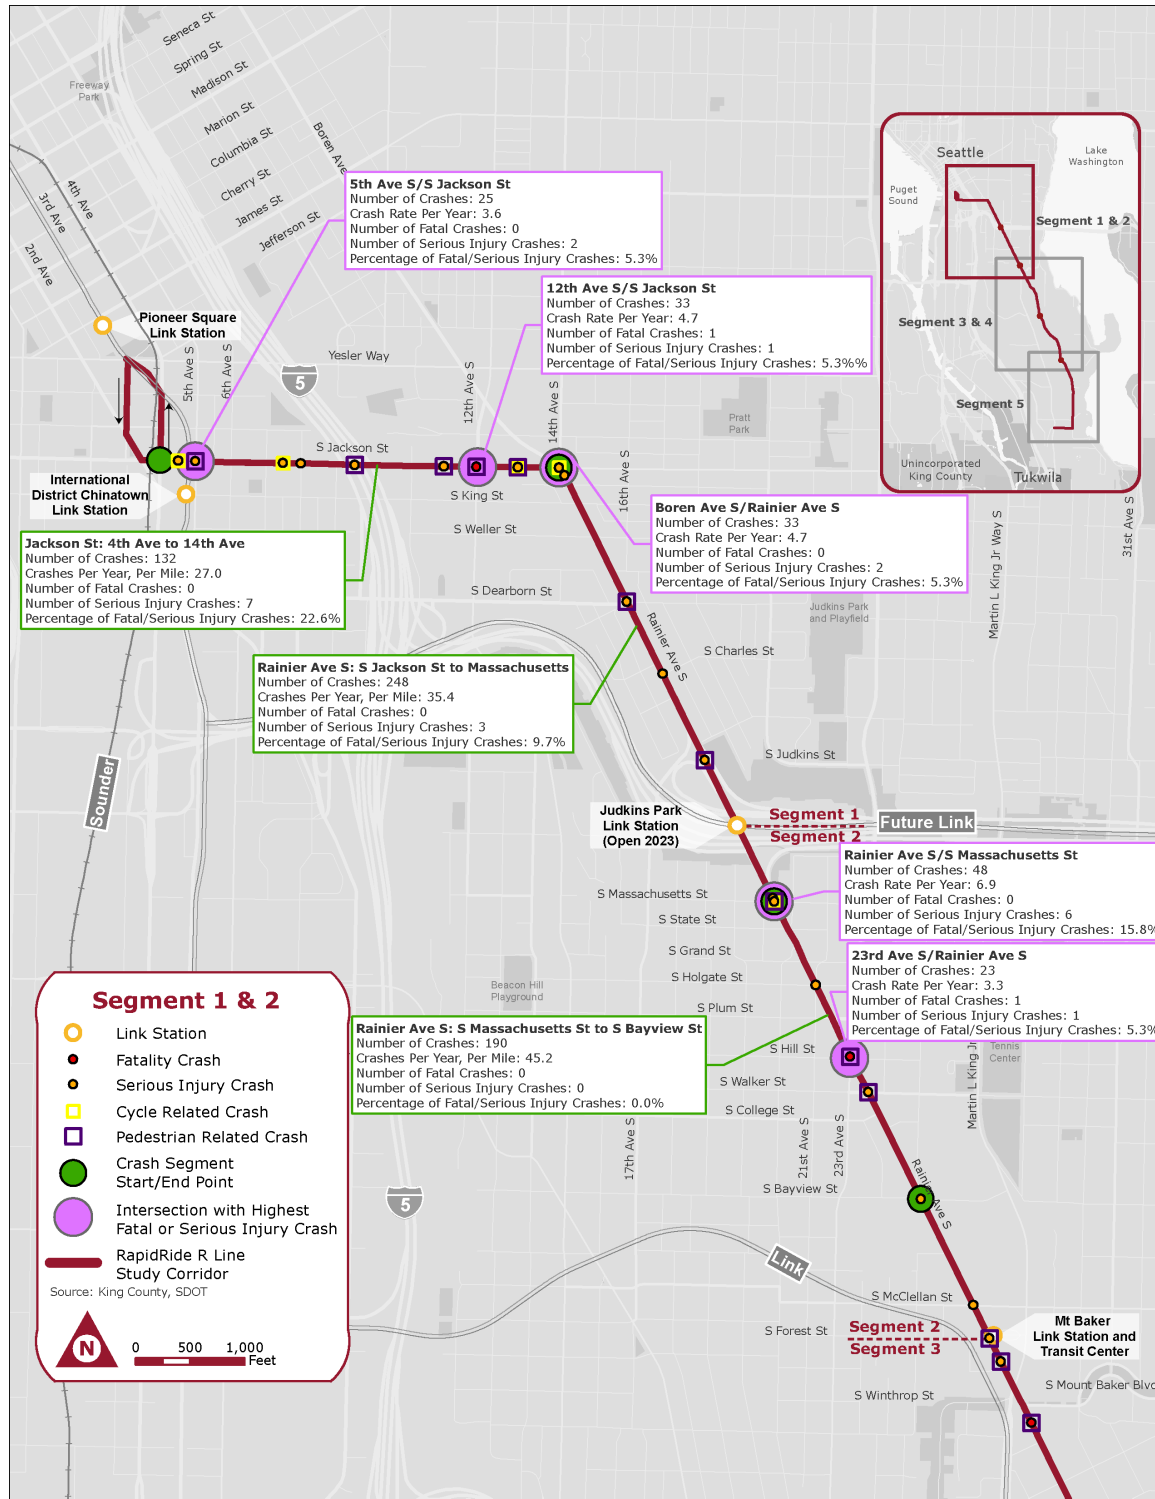 Seneca St
Spring St
Madison St
Marion St
Columbia St
Cherry St
James St
Jefferson St
Boren Ave
Freeway
Park
4th Ave
3rd Ave
2nd Ave
5th Ave S/S Jackson St
Number of Crashes: 25
Crash Rate Per Year: 3.6
Number of Fatal Crashes: 0
Number of Serious Injury Crashes: 2
Percentage of Fatal/Serious Injury Crashes: 5.3%
12th Ave S/S Jackson St
Number of Crashes: 33
Crash Rate Per Year: 4.7
Number of Fatal Crashes: 1
Number of Serious Injury Crashes: 1
Percentage of Fatal/Serious Injury Crashes: 5.3%%
Seattle
Lake
Washington
Puget
Sound
Segment 1 & 2
Segment 3 & 4
Segment 5
Unincorporated
King County
Tukwila
Pioneer Square
Link Station
5th Ave S
6th Ave S
Yesler Way
5
12th Ave S
14th Ave S
16th Ave S
Pratt
Park
S Jackson St
S King St
S Weller St
International
District Chinatown
Link Station
Martin L King Jr Way S
31st Ave S
Boren Ave S/Rainier Ave S
Number of Crashes: 33
Crash Rate Per Year: 4.7
Number of Fatal Crashes: 0
Number of Serious Injury Crashes: 2
Percentage of Fatal/Serious Injury Crashes: 5.3%
Jackson St: 4th Ave to 14th Ave
Number of Crashes: 132
Crashes Per Year, Per Mile: 27.0
Number of Fatal Crashes: 0
Number of Serious Injury Crashes: 7
Percentage of Fatal/Serious Injury Crashes: 22.6%
S Dearborn St
Judkins Park
and Playfield
Rainier Ave S
S Charles St
Rainier Ave S: S Jackson St to Massachusetts
Number of Crashes: 248
Crashes Per Year, Per Mile: 35.4
Number of Fatal Crashes: 0
Number of Serious Injury Crashes: 3
Percentage of Fatal/Serious Injury Crashes: 9.7%
S Judkins St
Sounder
Judkins Park
Link Station
(Open 2023)
Segment 1
Segment 2
Future Link
Rainier Ave S/S Massachusetts St
Number of Crashes: 48
Crash Rate Per Year: 6.9
Number of Fatal Crashes: 0
Number of Serious Injury Crashes: 6
Percentage of Fatal/Serious Injury Crashes: 15.8%
S Massachusetts St
S State St
S Grand St
S Holgate St
S Plum St
S Hill St
S Walker St
S College St
23rd Ave S/Rainier Ave S
Number of Crashes: 23
Crash Rate Per Year: 3.3
Number of Fatal Crashes: 1
Number of Serious Injury Crashes: 1
Percentage of Fatal/Serious Injury Crashes: 5.3%
Beacon Hill
Playground
Tennis
Center
Martin L King Jr
Rainier Ave S: S Massachusetts St to S Bayview St
Number of Crashes: 190
Crashes Per Year, Per Mile: 45.2
Number of Fatal Crashes: 0
Number of Serious Injury Crashes: 0
Percentage of Fatal/Serious Injury Crashes: 0.0%
17th Ave S
21st Ave S
23rd Ave S
S Bayview St
Rainier Ave S
5
Link
S McClellan St
S Forest St
Segment 2
Segment 3
Mt Baker
Link Station and
Transit Center
S Winthrop St
S Mount Baker Blvd
Segment 1 & 2
Link Station
Fatality Crash
Serious Injury Crash
Cycle Related Crash
Pedestrian Related Crash
Crash Segment
Start/End Point
Intersection with Highest
Fatal or Serious Injury Crash
RapidRide R Line
Study Corridor
Source: King County, SDOT
N
0 500 1,000
Feet